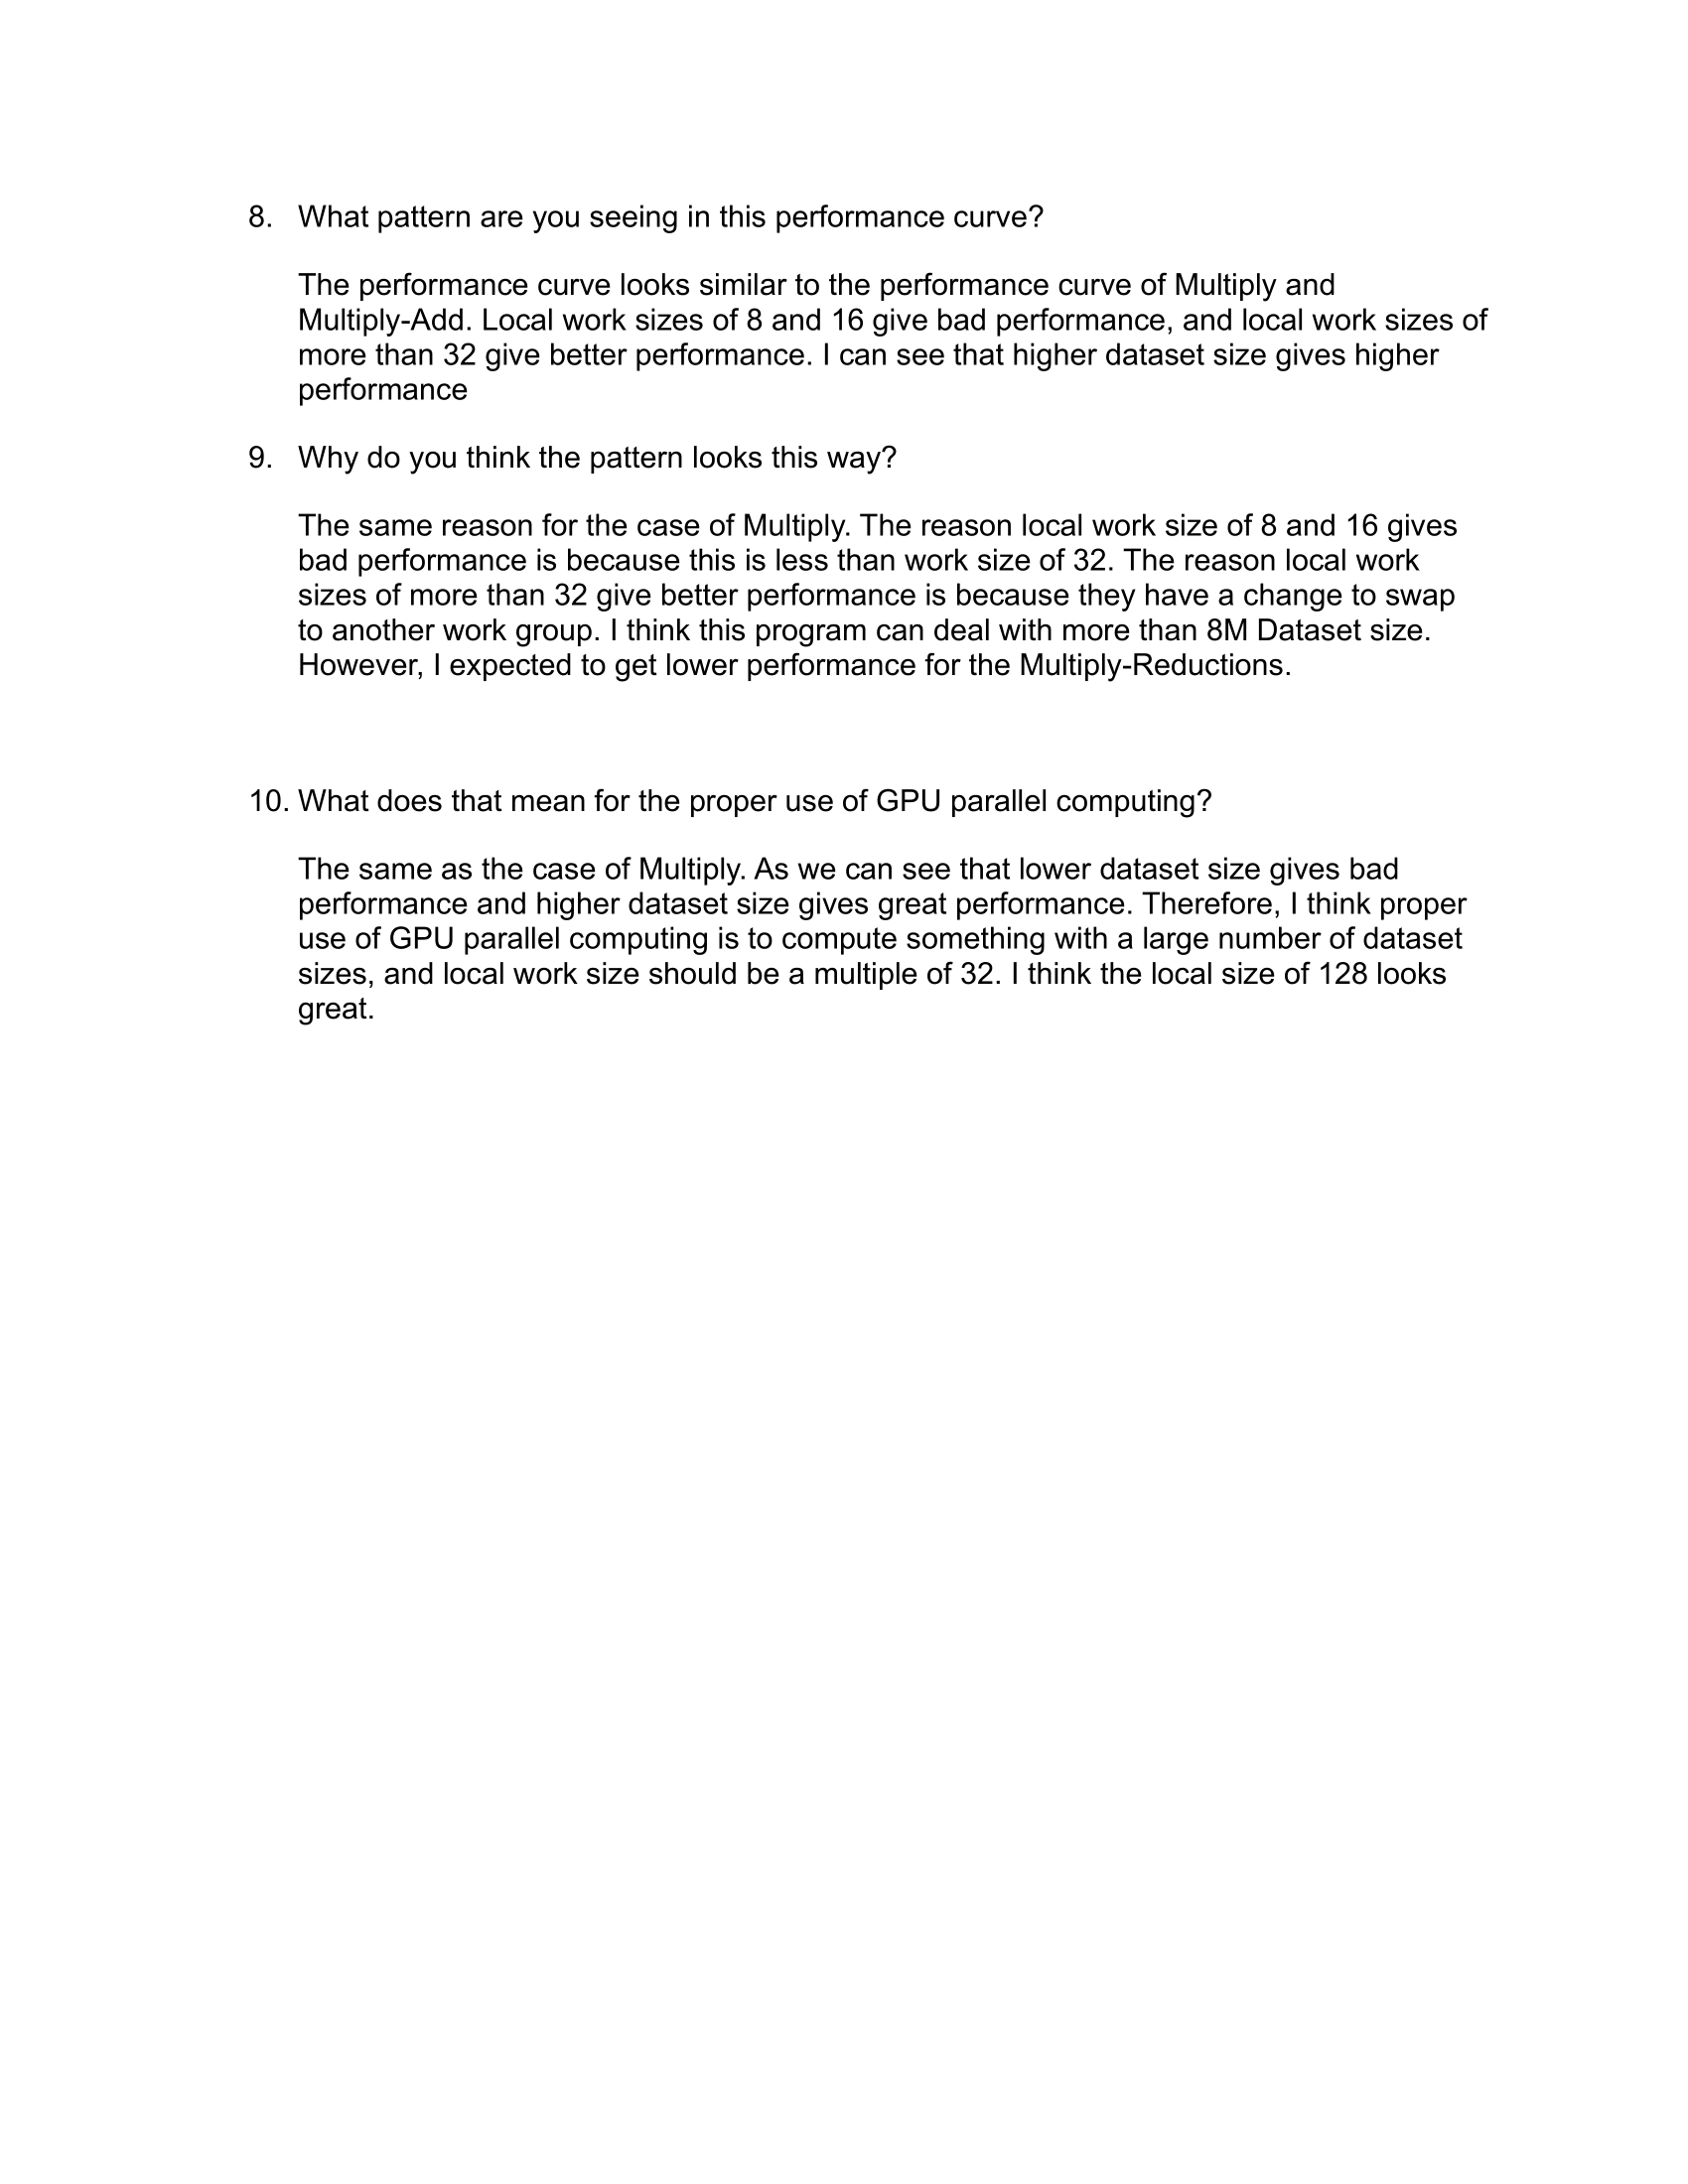 8. What pattern are you seeing in this performance curve?
The performance curve looks similar to the performance curve of Multiply and
Multiply-Add. Local work sizes of 8 and 16 give bad performance, and local work sizes of
more than 32 give better performance. I can see that higher dataset size gives higher
performance
9. Why do you think the pattern looks this way?
The same reason for the case of Multiply. The reason local work size of 8 and 16 gives
bad performance is because this is less than work size of 32. The reason local work
sizes of more than 32 give better performance is because they have a change to swap
to another work group. I think this program can deal with more than 8M Dataset size.
However, I expected to get lower performance for the Multiply-Reductions.
10. What does that mean for the proper use of GPU parallel computing?
The same as the case of Multiply. As we can see that lower dataset size gives bad
performance and higher dataset size gives great performance. Therefore, I think proper
use of GPU parallel computing is to compute something with a large number of dataset
sizes, and local work size should be a multiple of 32. I think the local size of 128 looks
great.